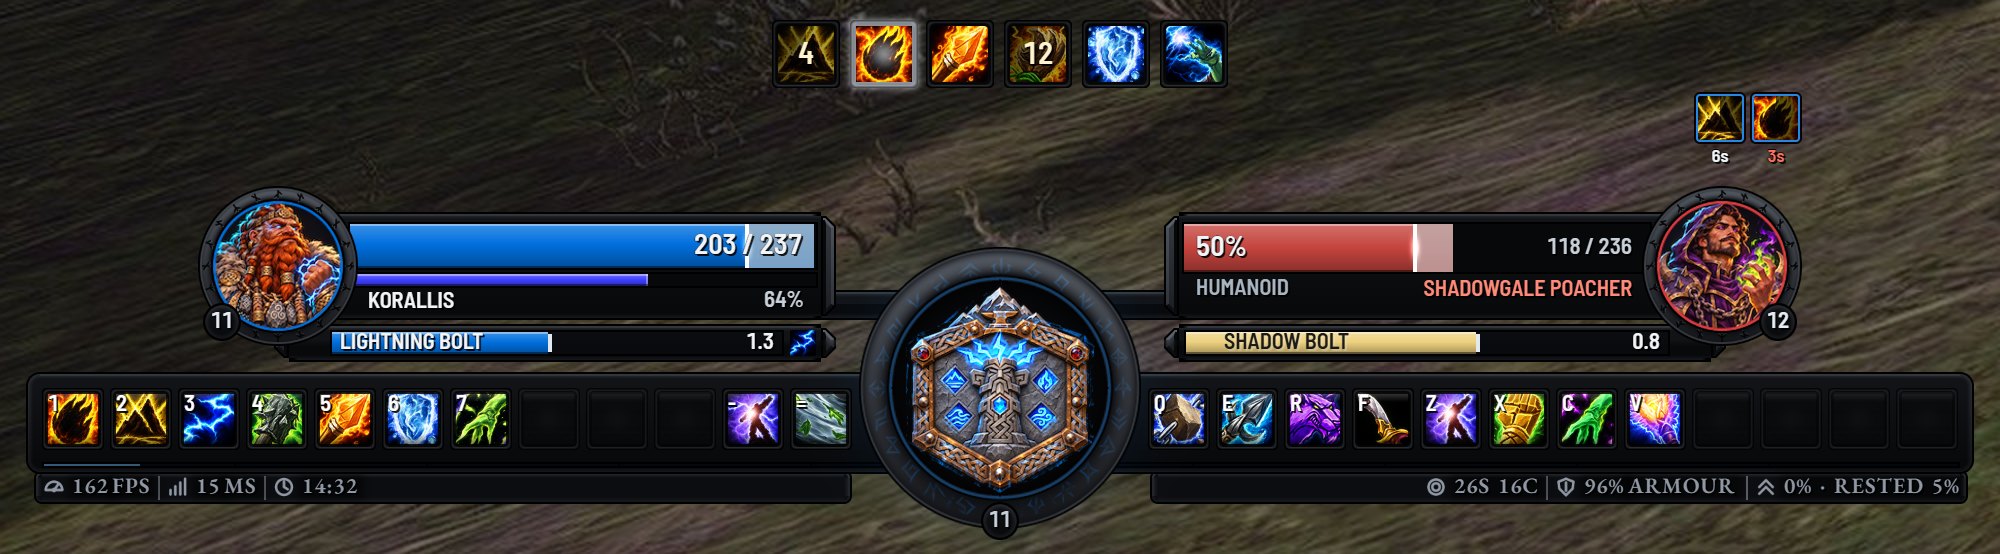 4
12
6s
3s
203 / 237
50%
118 / 236
KORALLIS
64%
HUMANOID
SHADOWGALE POACHER
11
12
LIGHTNING BOLT
1.3
SHADOW BOLT
0.8
1 2 3 4 5 6 7 - =
Q E R F Z X C V
162 FPS | 15 MS | 14:32
26S 16C | 96% ARMOUR | 0% · RESTED 5%
11